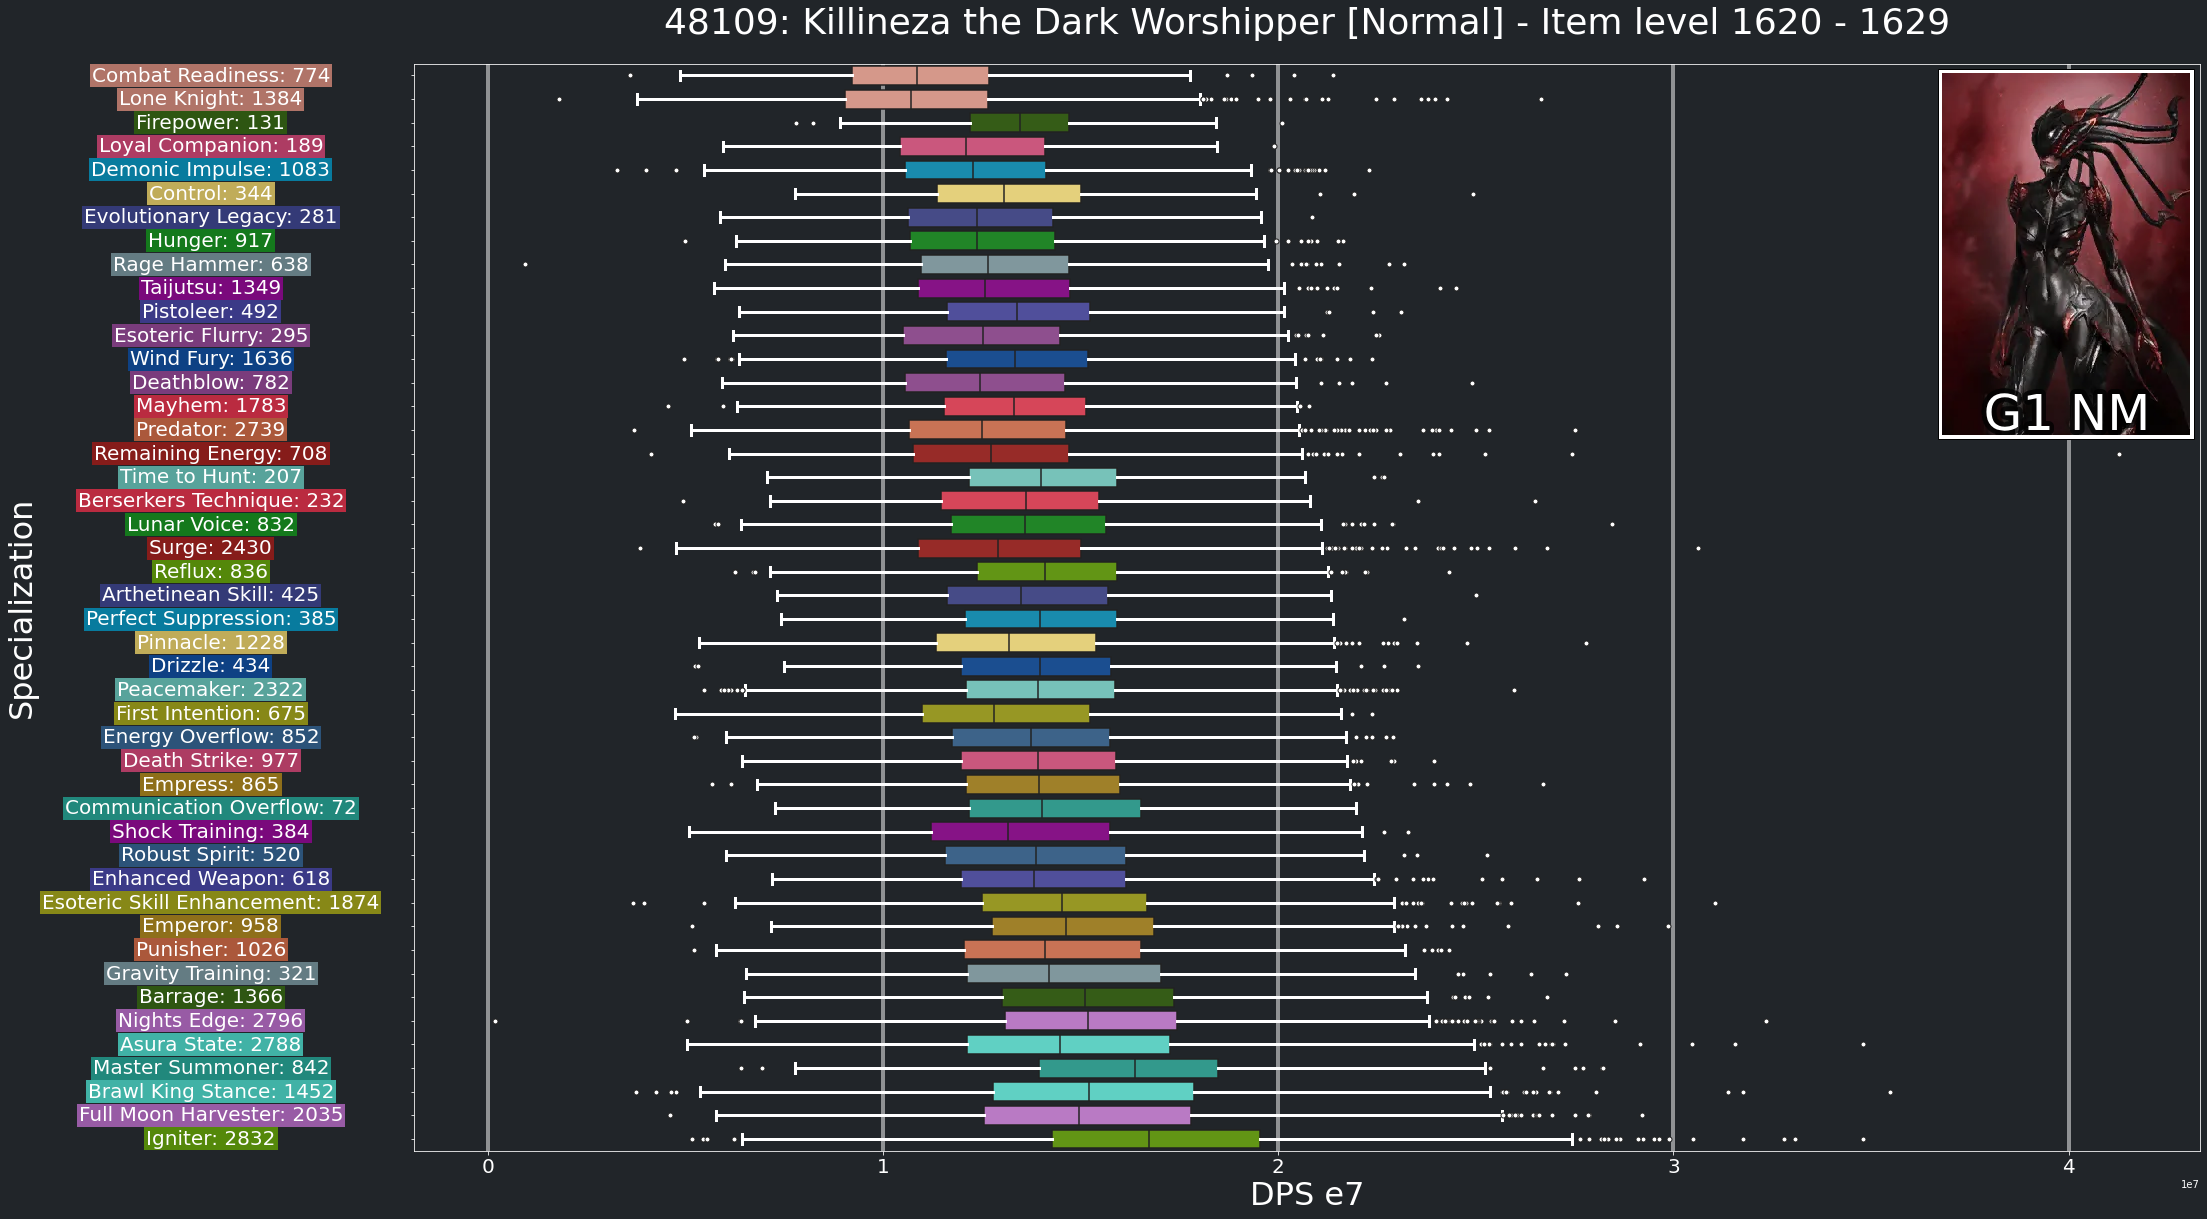 48109: Killineza the Dark Worshipper [Normal] - Item level 1620 - 1629
Combat Readiness: 774
Lone Knight: 1384
Firepower: 131
Loyal Companion: 189
Demonic Impulse: 1083
Control: 344
Evolutionary Legacy: 281
Hunger: 917
Rage Hammer: 638
Taijutsu: 1349
Pistoleer: 492
Esoteric Flurry: 295
Wind Fury: 1636
Deathblow: 782
Mayhem: 1783
Predator: 2739
Remaining Energy: 708
Time to Hunt: 207
Berserkers Technique: 232
Lunar Voice: 832
Surge: 2430
Reflux: 836
Arthetinean Skill: 425
Perfect Suppression: 385
Pinnacle: 1228
Drizzle: 434
Peacemaker: 2322
First Intention: 675
Energy Overflow: 852
Death Strike: 977
Empress: 865
Communication Overflow: 72
Shock Training: 384
Robust Spirit: 520
Enhanced Weapon: 618
Esoteric Skill Enhancement: 1874
Emperor: 958
Punisher: 1026
Gravity Training: 321
Barrage: 1366
Nights Edge: 2796
Asura State: 2788
Master Summoner: 842
Brawl King Stance: 1452
Full Moon Harvester: 2035
Igniter: 2832
Specialization
G1 NM
0 1 2 3 4
DPS e7
1e7